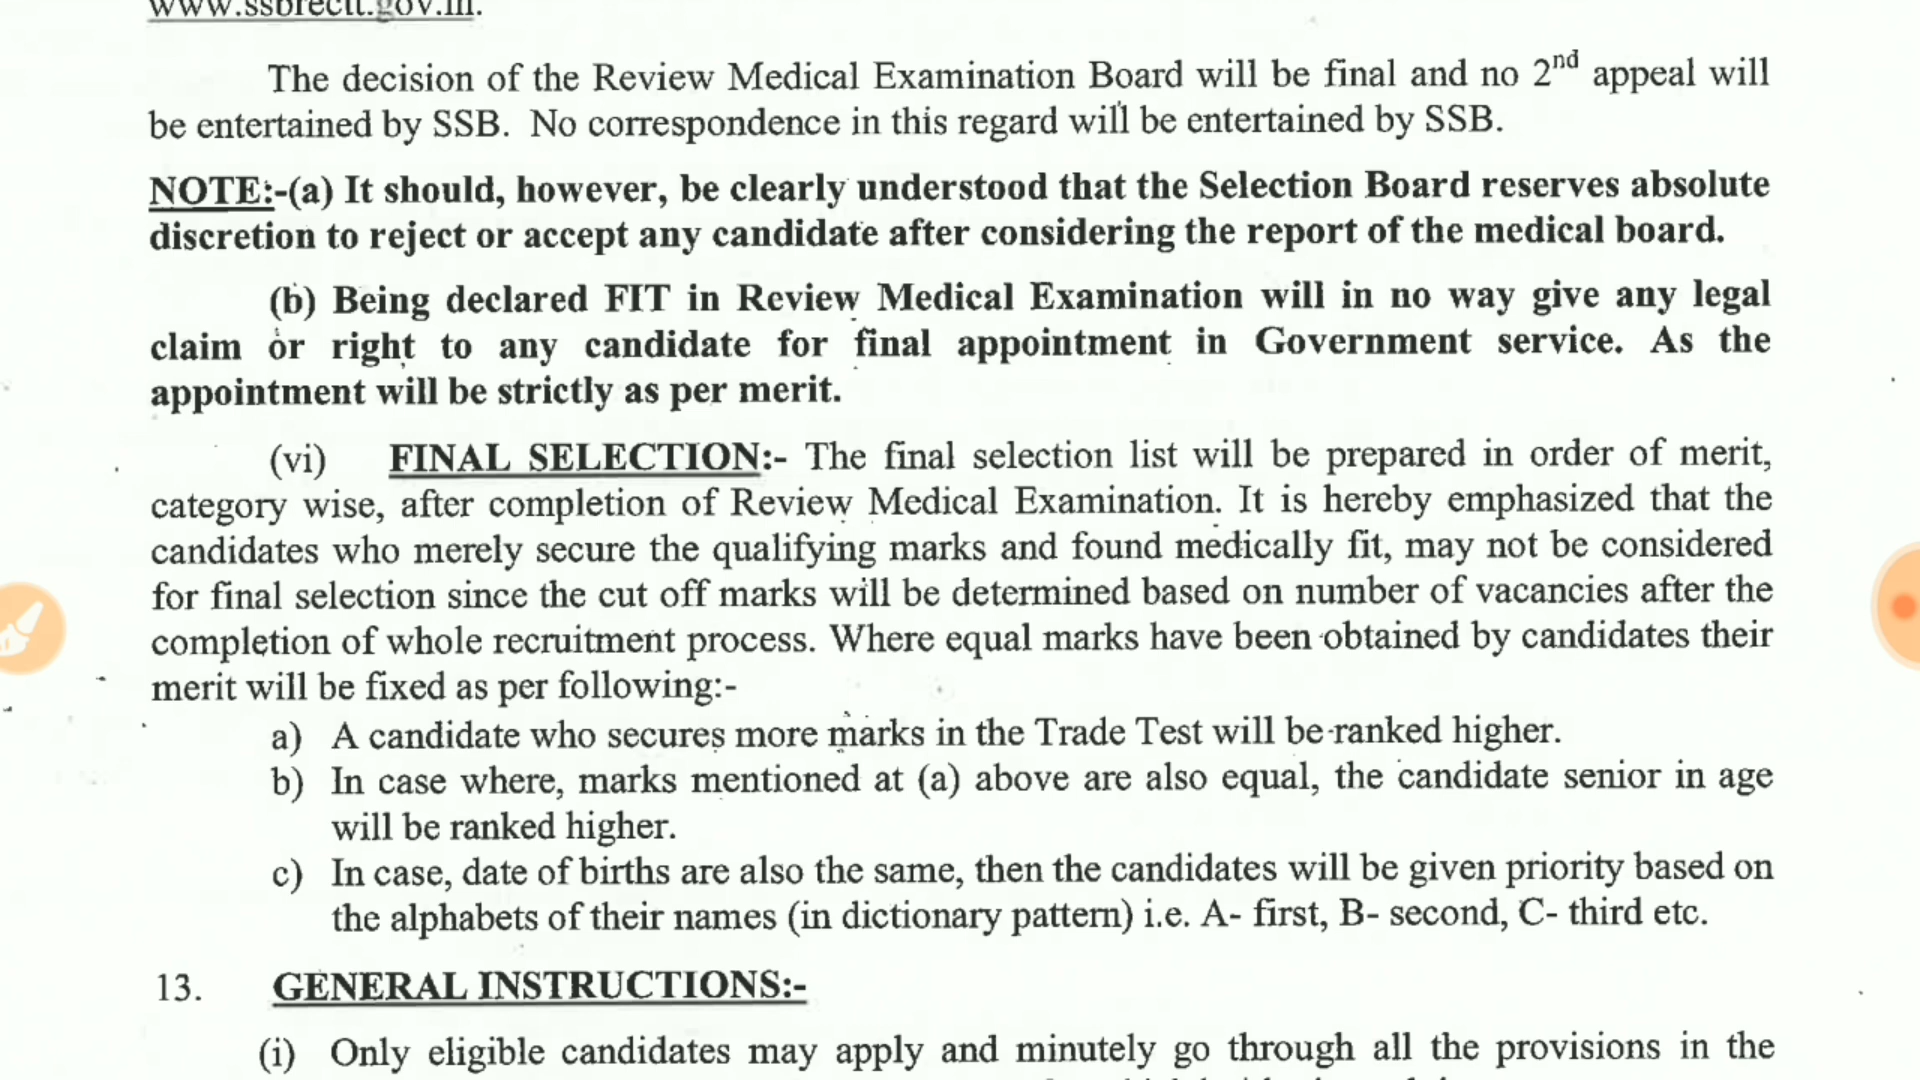 www.ssbrectt.gov.in.
The decision of the Review Medical Examination Board will be final and no 2nd appeal will
be entertained by SSB. No correspondence in this regard will be entertained by SSB.
NOTE:-(a) It should, however, be clearly understood that the Selection Board reserves absolute
discretion to reject or accept any candidate after considering the report of the medical board.
(b) Being declared FIT in Review Medical Examination will in no way give any legal
claim or right to any candidate for final appointment in Government service. As the
appointment will be strictly as per merit.
(vi) FINAL SELECTION:- The final selection list will be prepared in order of merit,
category wise, after completion of Review Medical Examination. It is hereby emphasized that the
candidates who merely secure the qualifying marks and found medically fit, may not be considered
for final selection since the cut off marks will be determined based on number of vacancies after the
completion of whole recruitment process. Where equal marks have been obtained by candidates their
merit will be fixed as per following:-
a) A candidate who secures more marks in the Trade Test will be ranked higher.
b) In case where, marks mentioned at (a) above are also equal, the candidate senior in age
will be ranked higher.
c) In case, date of births are also the same, then the candidates will be given priority based on
the alphabets of their names (in dictionary pattern) i.e. A- first, B- second, C- third etc.
13. GENERAL INSTRUCTIONS:-
(i) Only eligible candidates may apply and minutely go through all the provisions in the